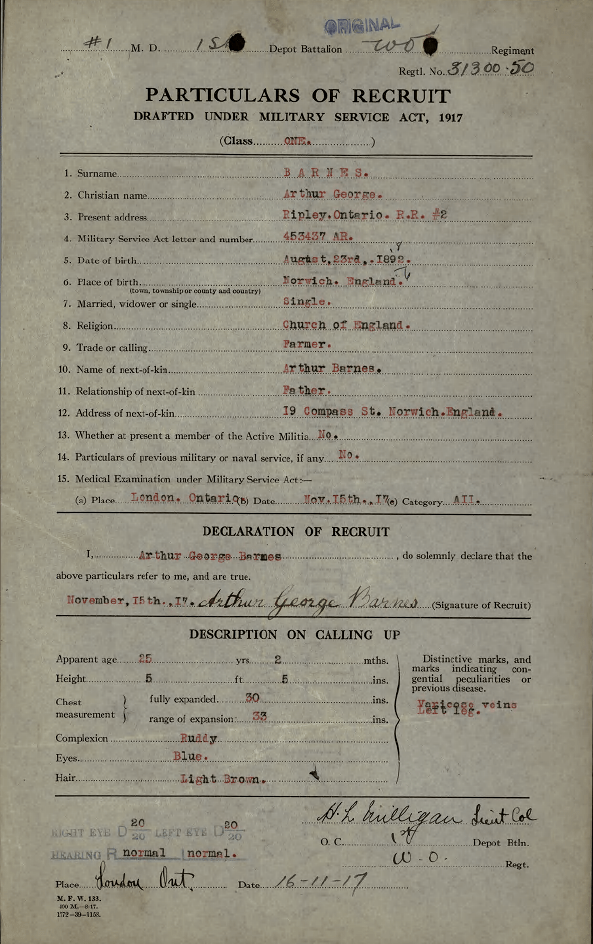 ORIGINAL
#1 M. D. 1st Depot Battalion WOR Regiment
Regtl. No. 3130050
PARTICULARS OF RECRUIT
DRAFTED UNDER MILITARY SERVICE ACT, 1917
(Class ONE. )
1. Surname BARNES.
2. Christian name Arthur George.
3. Present address Ripley.Ontario. R.R. #2
4. Military Service Act letter and number 453437 AR.
5. Date of birth August,23rd,.1892.
6. Place of birth Norwich. England.
(town, township or county and country)
7. Married, widower or single Single.
8. Religion Church of England.
9. Trade or calling Farmer.
10. Name of next-of-kin Arthur Barnes.
11. Relationship of next-of-kin Father.
12. Address of next-of-kin 19 Compass St. Norwich.England.
13. Whether at present a member of the Active Militia No.
14. Particulars of previous military or naval service, if any No.
15. Medical Examination under Military Service Act:—
(a) Place London. Ontario (b) Date Nov.15th.,17 (c) Category AII.
DECLARATION OF RECRUIT
I, Arthur George Barnes , do solemnly declare that the
above particulars refer to me, and are true.
November,15th.,17. Arthur George Barnes (Signature of Recruit)
DESCRIPTION ON CALLING UP
Apparent age 25 yrs 2 mths.
Height 5 ft 5 ins.
Chest measurement } fully expanded 30 ins.
range of expansion 33 ins.
Complexion Ruddy
Eyes Blue.
Hair Light Brown.
Distinctive marks, and
marks indicating con-
genital peculiarities or
previous disease.
Varicose veins
Left leg.
RIGHT EYE D 20/20 LEFT EYE D 20/20
HEARING R normal L normal.
H.L Milligan Lieut Col
O. C. 1st Depot Btln.
W.O. Regt.
Place London Ont. Date 16-11-17
M. F. W. 133.
1772-39-1158.